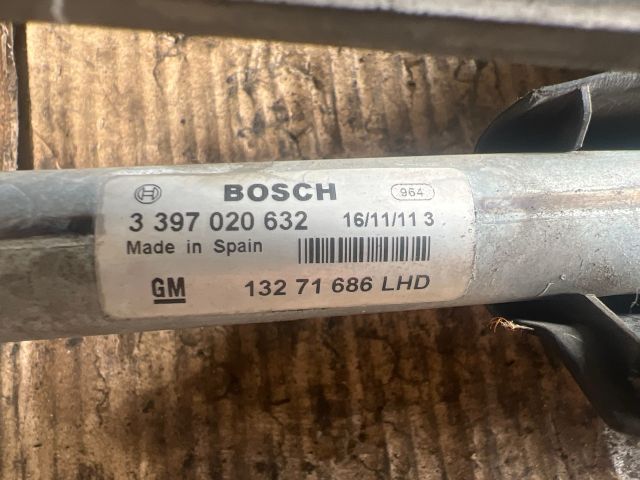 BOSCH 964
3 397 020 632 16/11/11 3
Made in Spain
GM 132 71 686 LHD